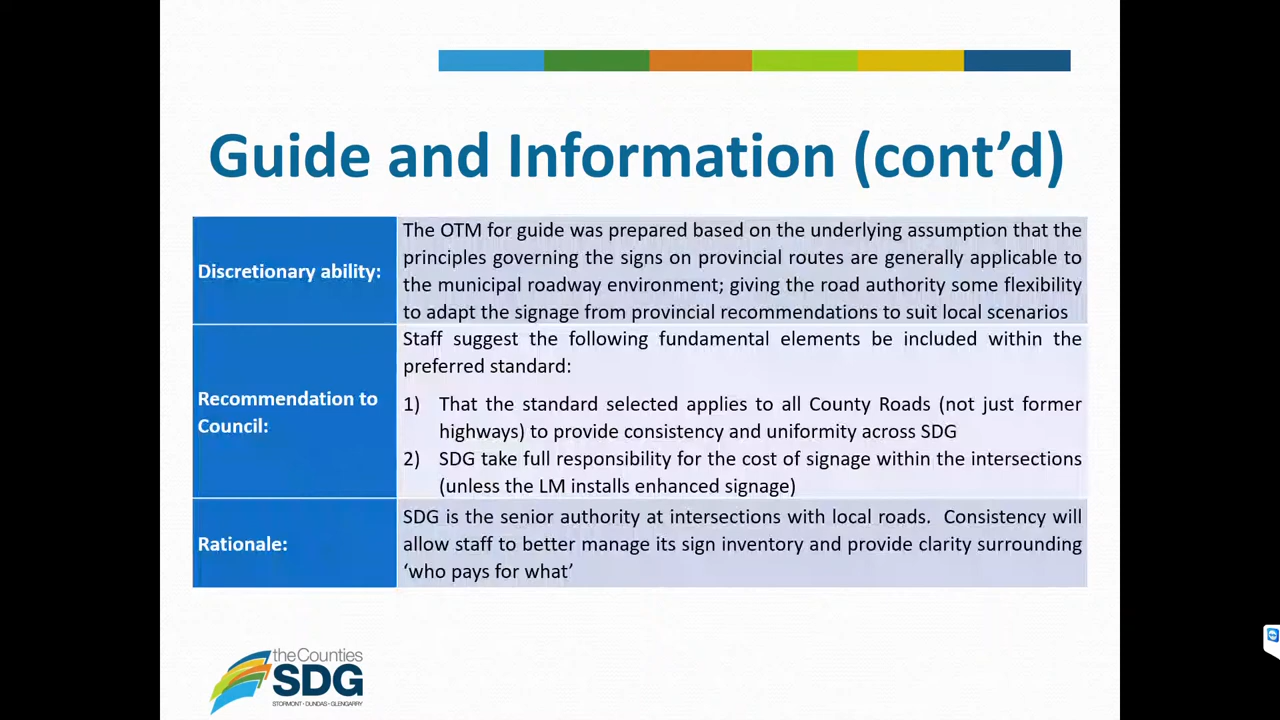 Guide and Information (cont’d)
Discretionary ability:
The OTM for guide was prepared based on the underlying assumption that the
principles governing the signs on provincial routes are generally applicable to
the municipal roadway environment; giving the road authority some flexibility
to adapt the signage from provincial recommendations to suit local scenarios
Recommendation to
Council:
Staff suggest the following fundamental elements be included within the
preferred standard:
1) That the standard selected applies to all County Roads (not just former
highways) to provide consistency and uniformity across SDG
2) SDG take full responsibility for the cost of signage within the intersections
(unless the LM installs enhanced signage)
Rationale:
SDG is the senior authority at intersections with local roads.  Consistency will
allow staff to better manage its sign inventory and provide clarity surrounding
‘who pays for what’
theCounties
SDG
STORMONT · DUNDAS · GLENGARRY